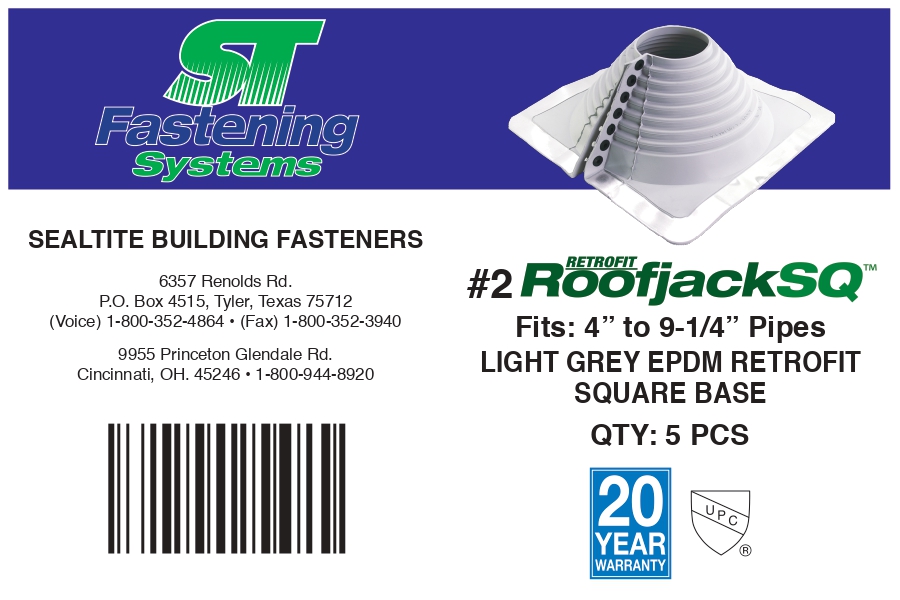 ST
Fastening
Systems
SEALTITE BUILDING FASTENERS
6357 Renolds Rd.
P.O. Box 4515, Tyler, Texas 75712
(Voice) 1-800-352-4864 • (Fax) 1-800-352-3940
9955 Princeton Glendale Rd.
Cincinnati, OH. 45246 • 1-800-944-8920
RETROFIT
#2 RoofjackSQ™
Fits: 4” to 9-1/4” Pipes
LIGHT GREY EPDM RETROFIT
SQUARE BASE
QTY: 5 PCS
20
YEAR
WARRANTY
UPC
®